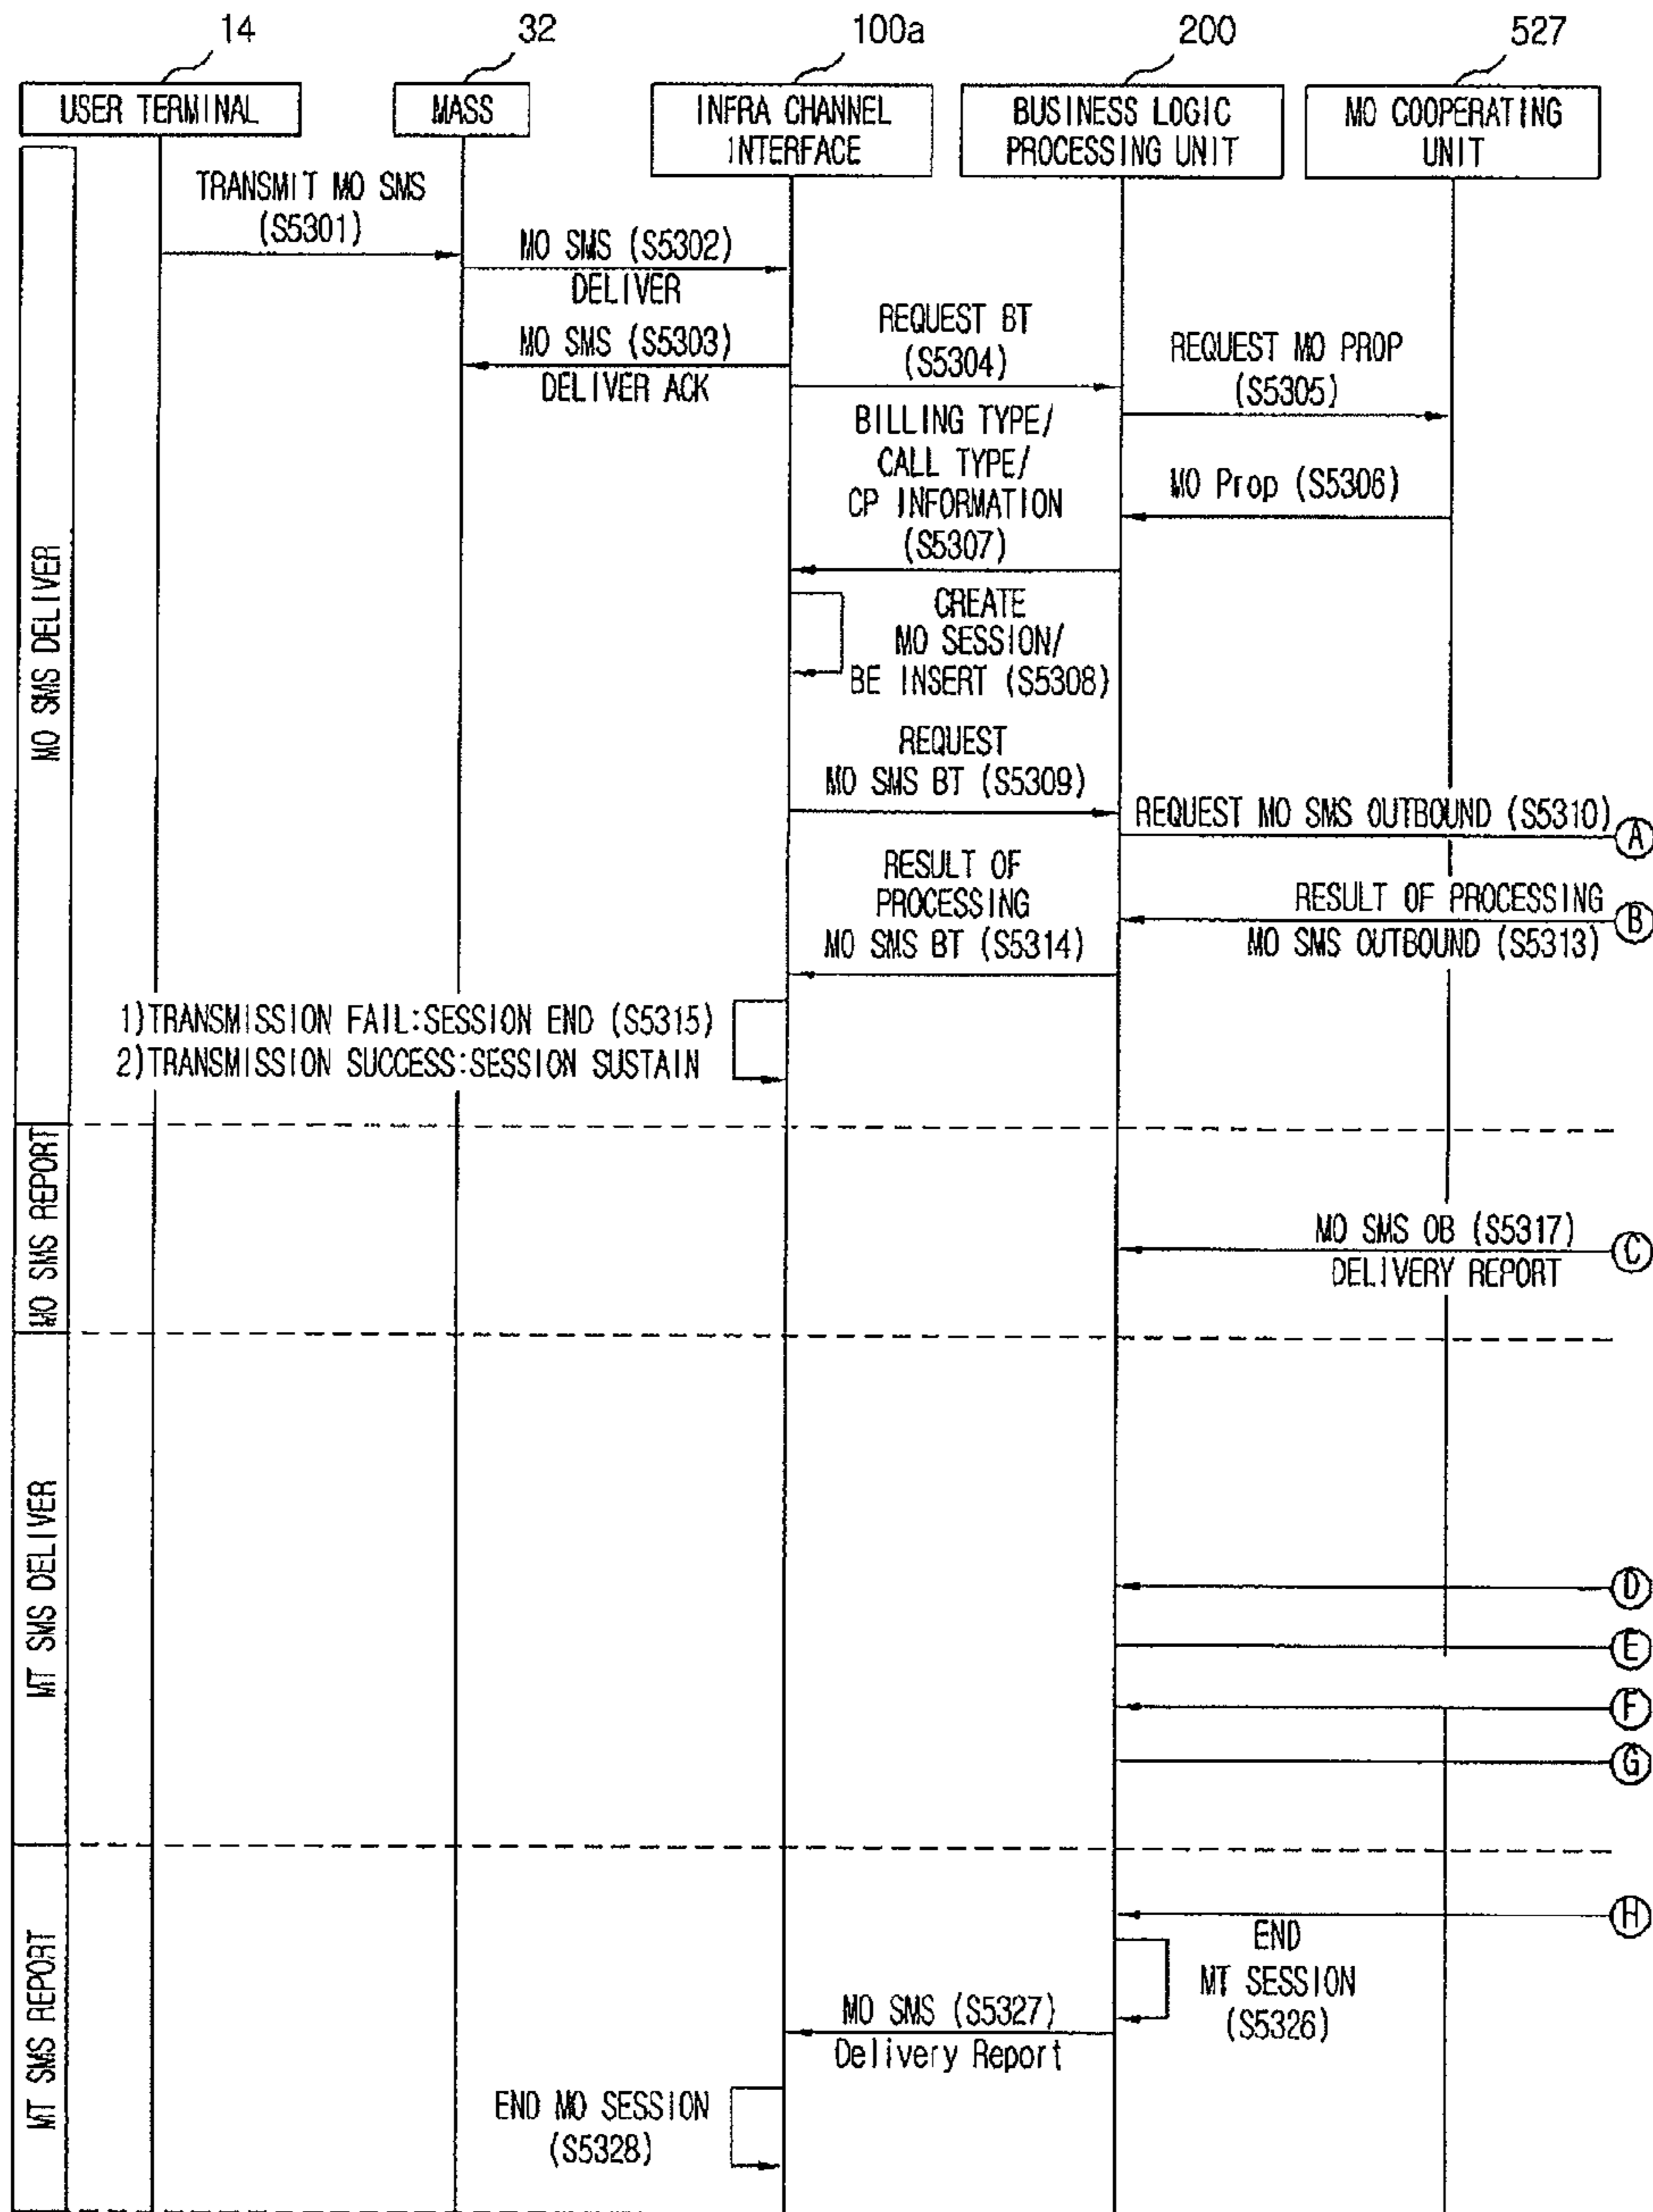 14
32
100a
200
527
USER TERMINAL
MASS
INFRA CHANNEL
INTERFACE
BUSINESS LOGIC
PROCESSING UNIT
MO COOPERATING
UNIT
MO SMS DELIVER
TRANSMIT MO SMS
(S5301)
MO SMS (S5302)
DELIVER
MO SMS (S5303)
DELIVER ACK
REQUEST BT
(S5304)
REQUEST MO PROP
(S5305)
MO Prop (S5306)
BILLING TYPE/
CALL TYPE/
CP INFORMATION
(S5307)
CREATE
MO SESSION/
BE INSERT (S5308)
REQUEST
MO SMS BT (S5309)
REQUEST MO SMS OUTBOUND (S5310)
A
RESULT OF PROCESSING
MO SMS OUTBOUND (S5313)
B
RESULT OF
PROCESSING
MO SMS BT (S5314)
1)TRANSMISSION FAIL:SESSION END (S5315)
2)TRANSMISSION SUCCESS:SESSION SUSTAIN
MO SMS REPORT
MO SMS OB (S5317)
DELIVERY REPORT
C
MT SMS DELIVER
D
E
F
G
MT SMS REPORT
H
END
MT SESSION
(S5326)
MO SMS (S5327)
Delivery Report
END MO SESSION
(S5328)